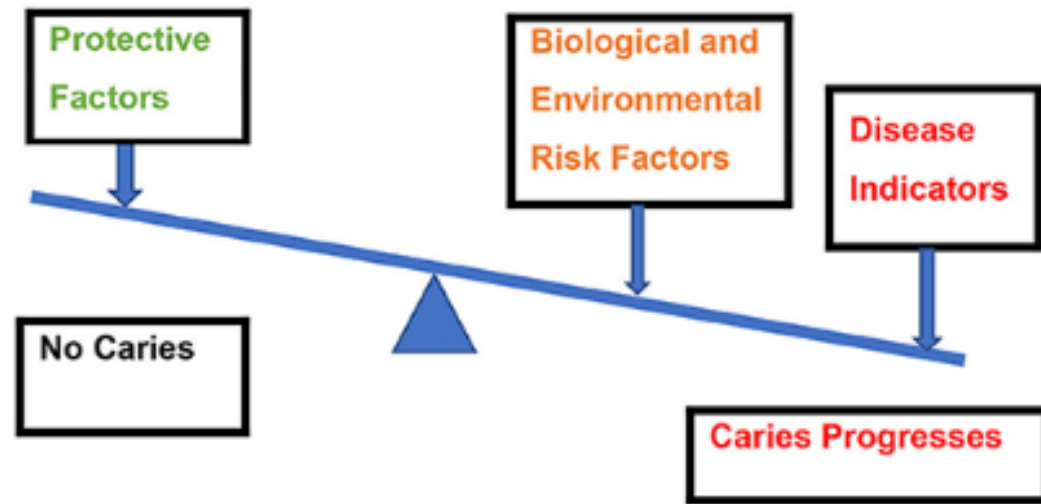 Protective
Factors
Biological and
Environmental
Risk Factors
Disease
Indicators
No Caries
Caries Progresses